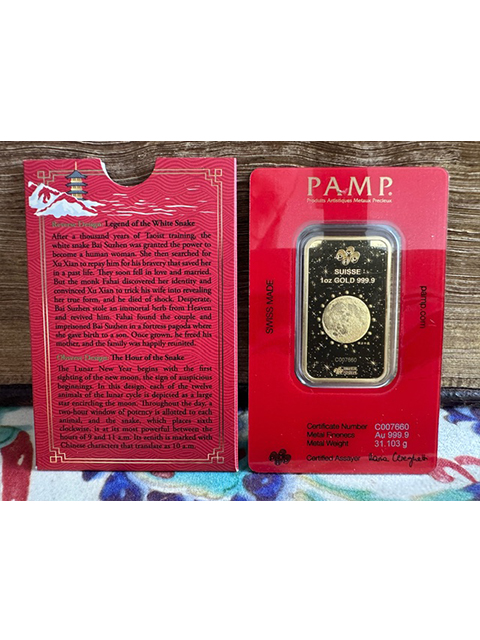 Reverse Design Legend of the White Snake
After a thousand years of Taoist training, the
white snake Bai Suzhen was granted the power to
become a human woman. She then searched for
Xu Xian to repay him for his bravery that saved her
in a past life. They soon fell in love and married.
But the monk Fahai discovered her identity and
convinced Xu Xian to trick his wife into revealing
her true form, and he died of shock. Desperate,
Bai Suzhen stole an immortal herb from Heaven
and revived him. Fahai found the couple and
imprisoned Bai Suzhen in a fortress pagoda where
she gave birth to a son. Once grown, he freed his
mother, and the family was happily reunited.
Obverse Design The Hour of the Snake
The Lunar New Year begins with the first
sighting of the new moon, the sign of auspicious
beginnings. In this design, each of the twelve
animals of the lunar cycle is depicted as a large
star encircling the moon. Throughout the day, a
two-hour window of potency is allotted to each
animal, and the snake, which places sixth
clockwise, is at its most powerful between the
hours of 9 and 11 a.m. Its zenith is marked with
Chinese characters that translate as 10 a.m.
PAMP.
Produits Artistiques Métaux Précieux
SUISSE
1oz GOLD 999.9
C007660
SWISS MADE
pamp.com
Certificate Number C007660
Metal Fineness Au 999.9
Metal Weight 31.103 g
Certified Assayer